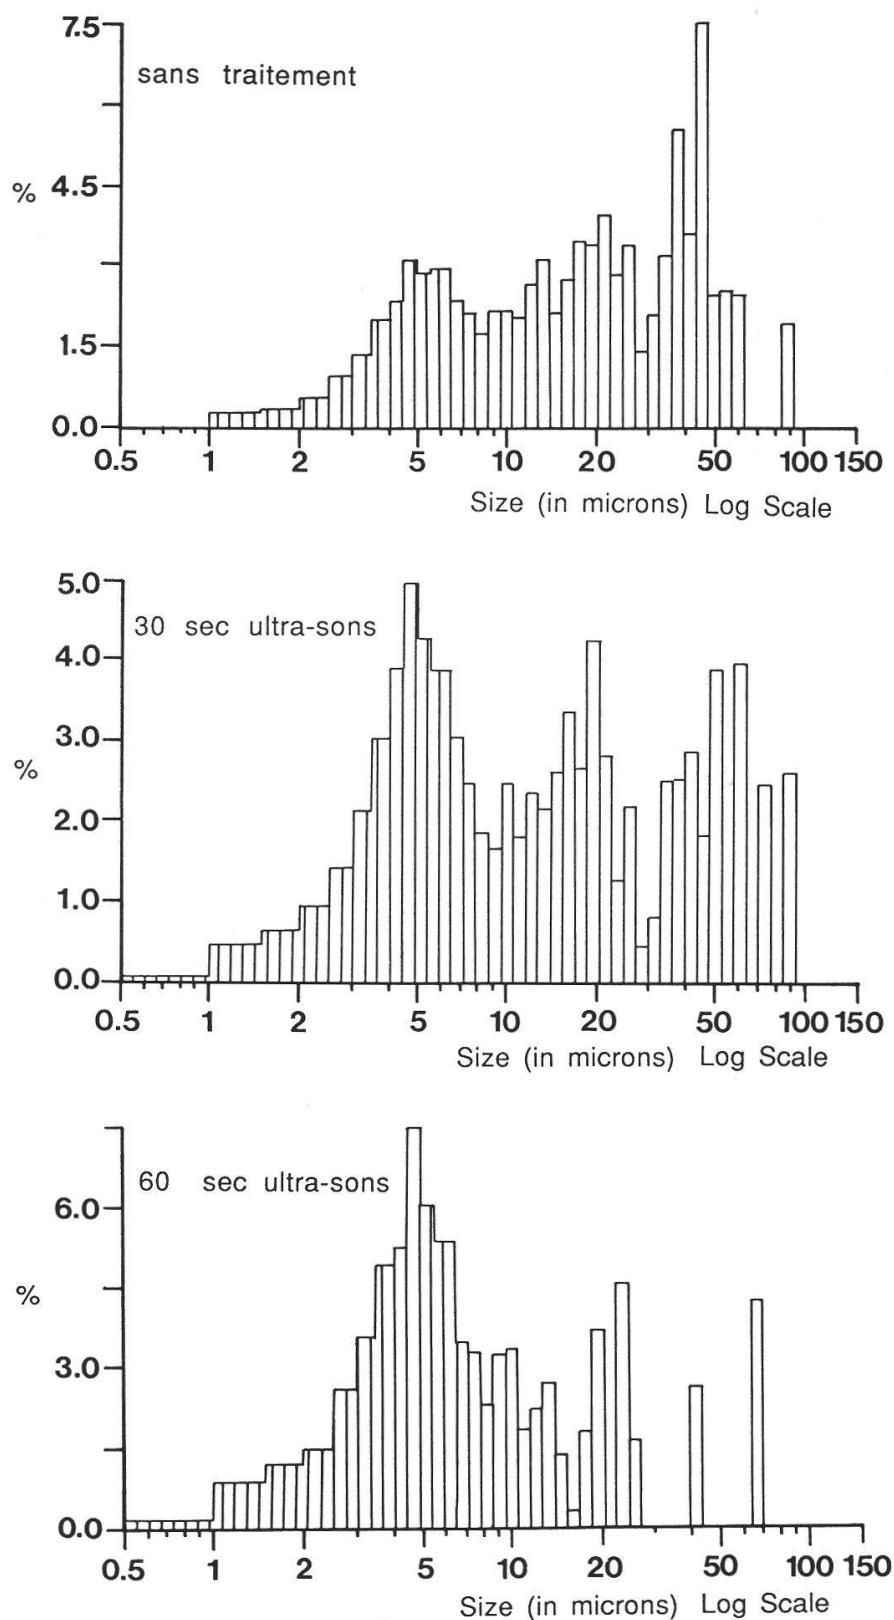 7.5
sans traitement
% 4.5
1.5
0.0
0.5 1 2 5 10 20 50 100 150
Size (in microns) Log Scale
5.0
30 sec ultra-sons
4.0
3.0
%
2.0
1.0
0.0
0.5 1 2 5 10 20 50 100 150
Size (in microns) Log Scale
60 sec ultra-sons
6.0
%
3.0
0.0
0.5 1 2 5 10 20 50 100 150
Size (in microns) Log Scale